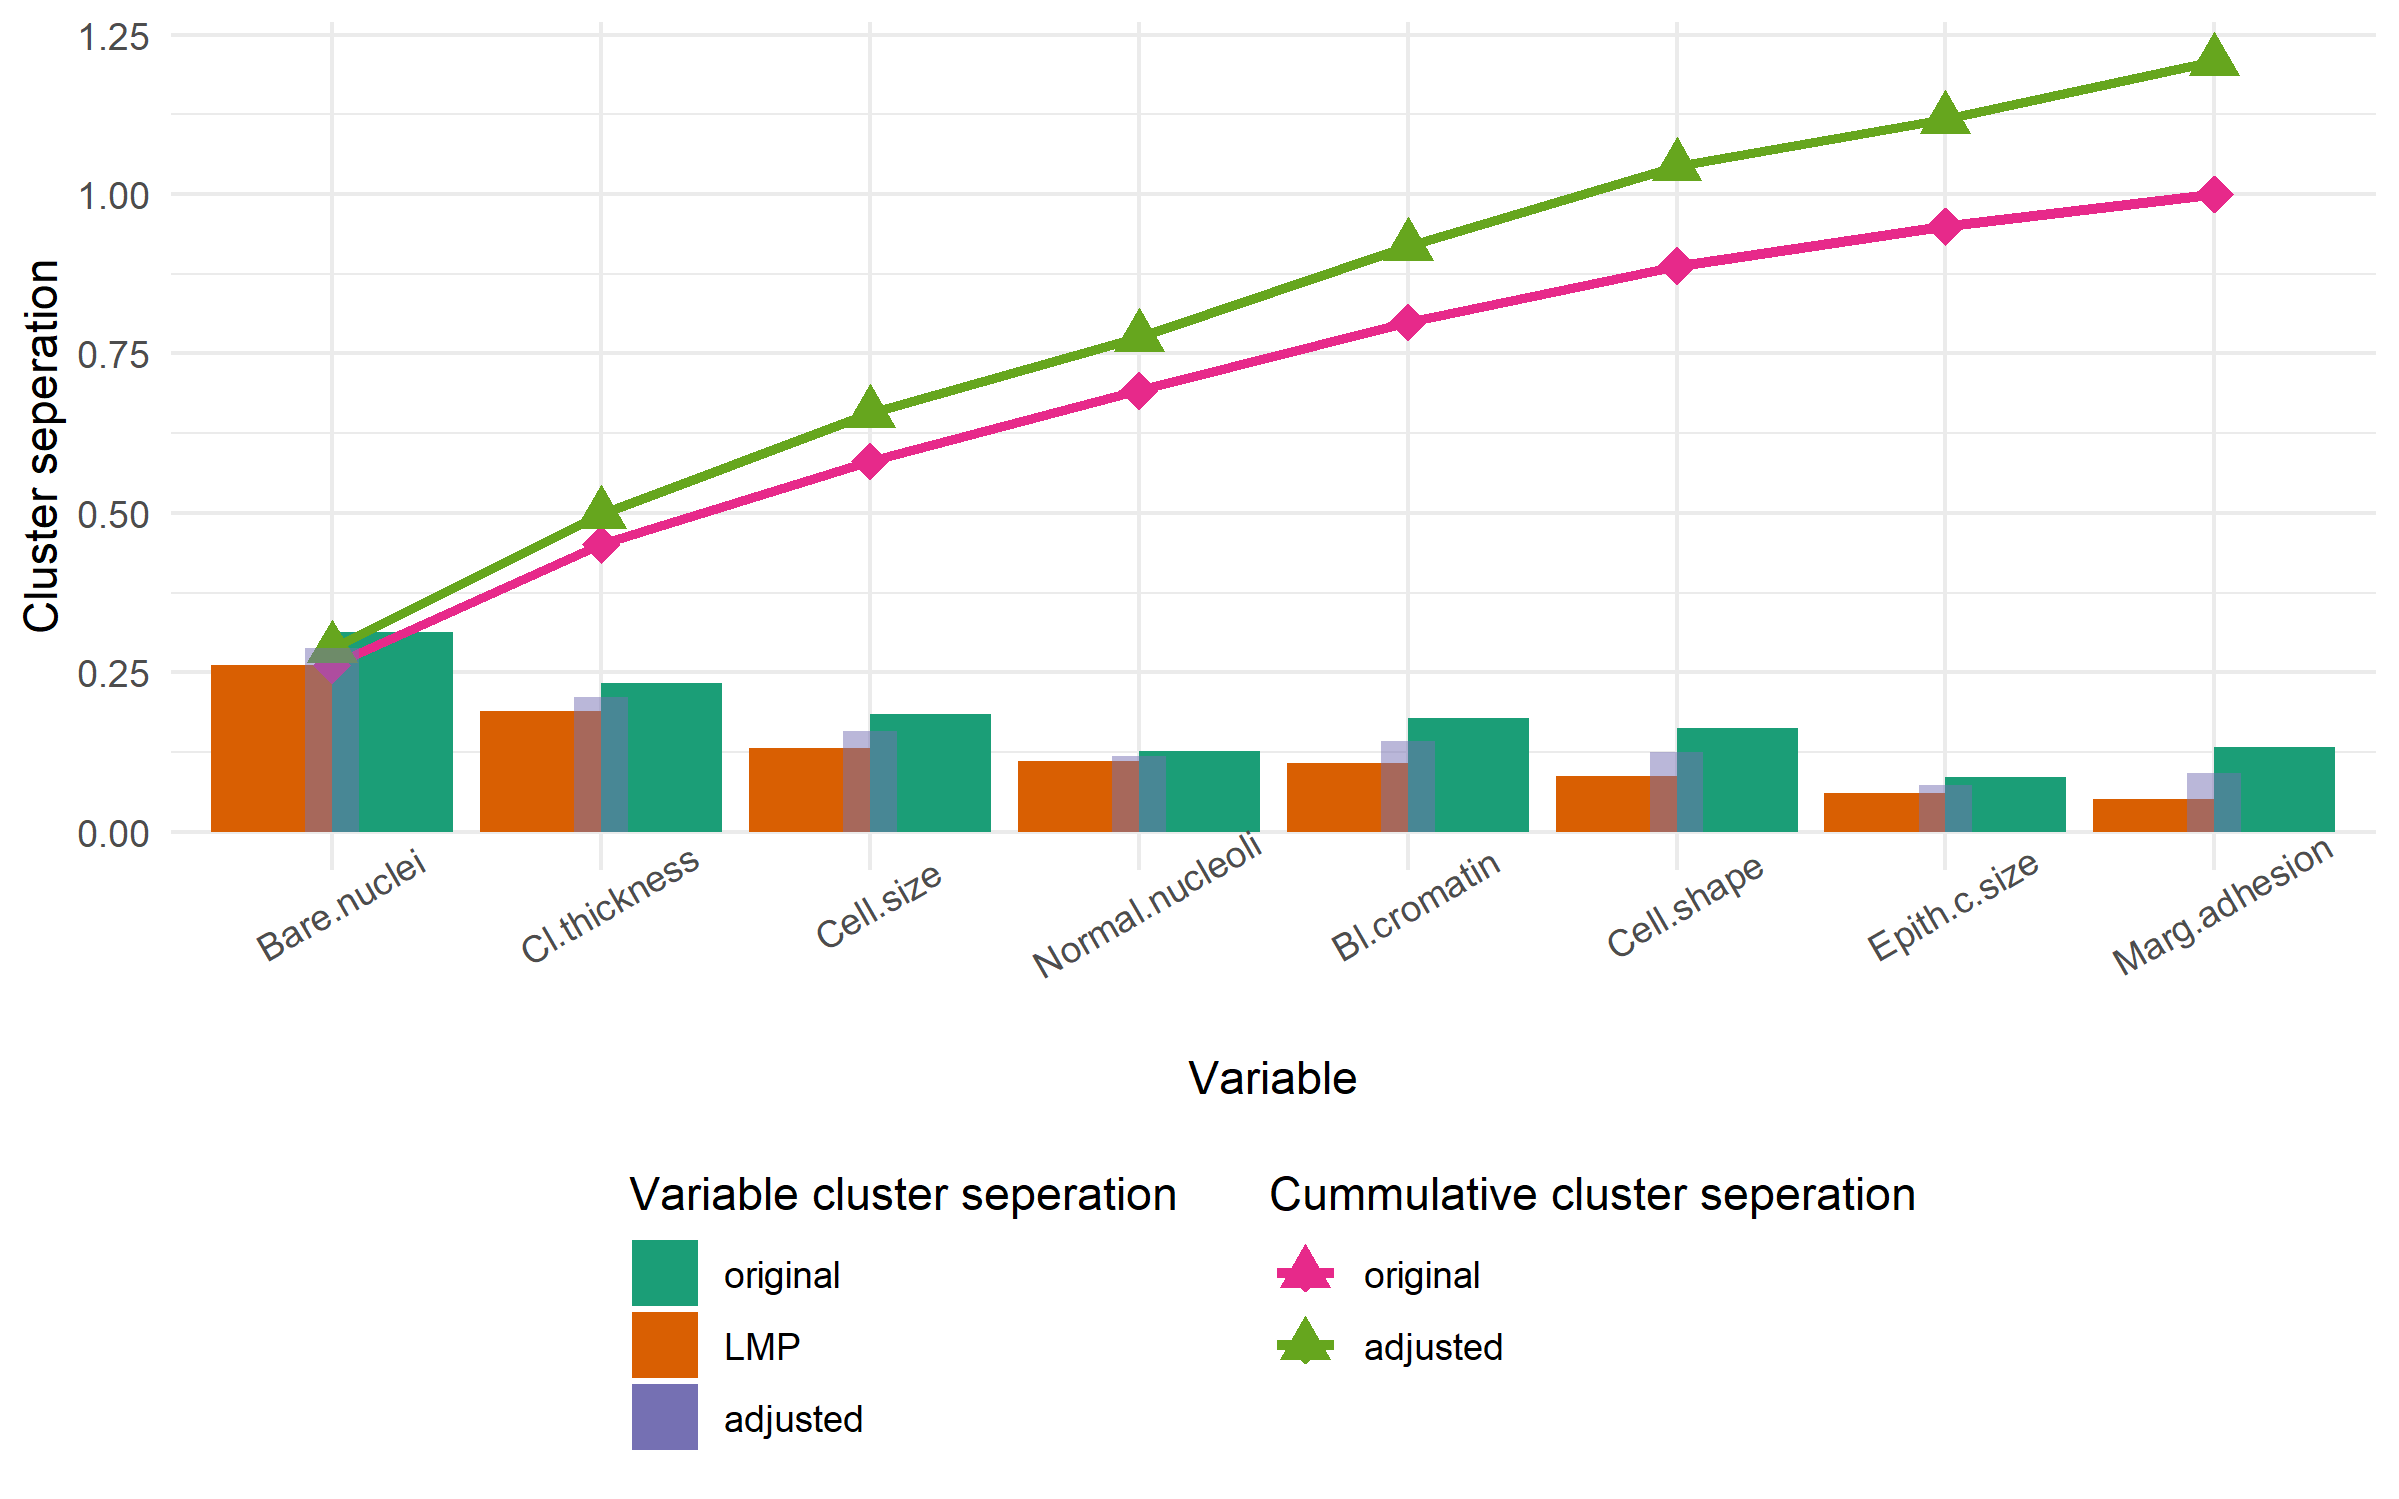 1.25
1.00
0.75
0.50
0.25
0.00
Cluster seperation
Bare.nuclei
Cl.thickness
Cell.size
Normal.nucleoli
Bl.cromatin
Cell.shape
Epith.c.size
Marg.adhesion
Variable
Variable cluster seperation
original
LMP
adjusted
Cummulative cluster seperation
original
adjusted